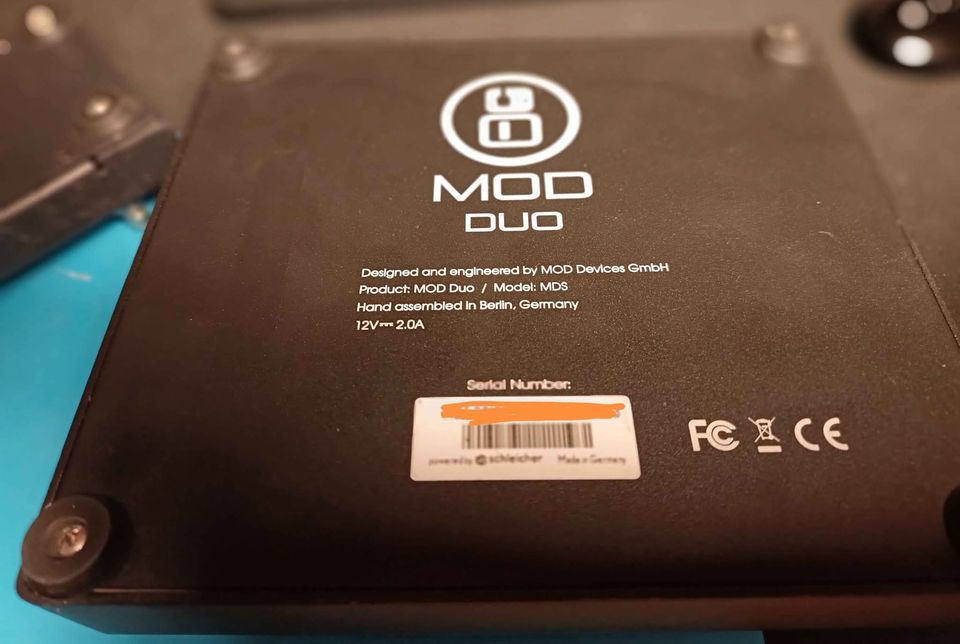 MOD
DUO
Designed and engineered by MOD Devices GmbH
Product: MOD Duo / Model: MDS
Hand assembled in Berlin, Germany
12V⎓ 2.0A
Serial Number:
powered by schleicher Made in Germany
FC CE